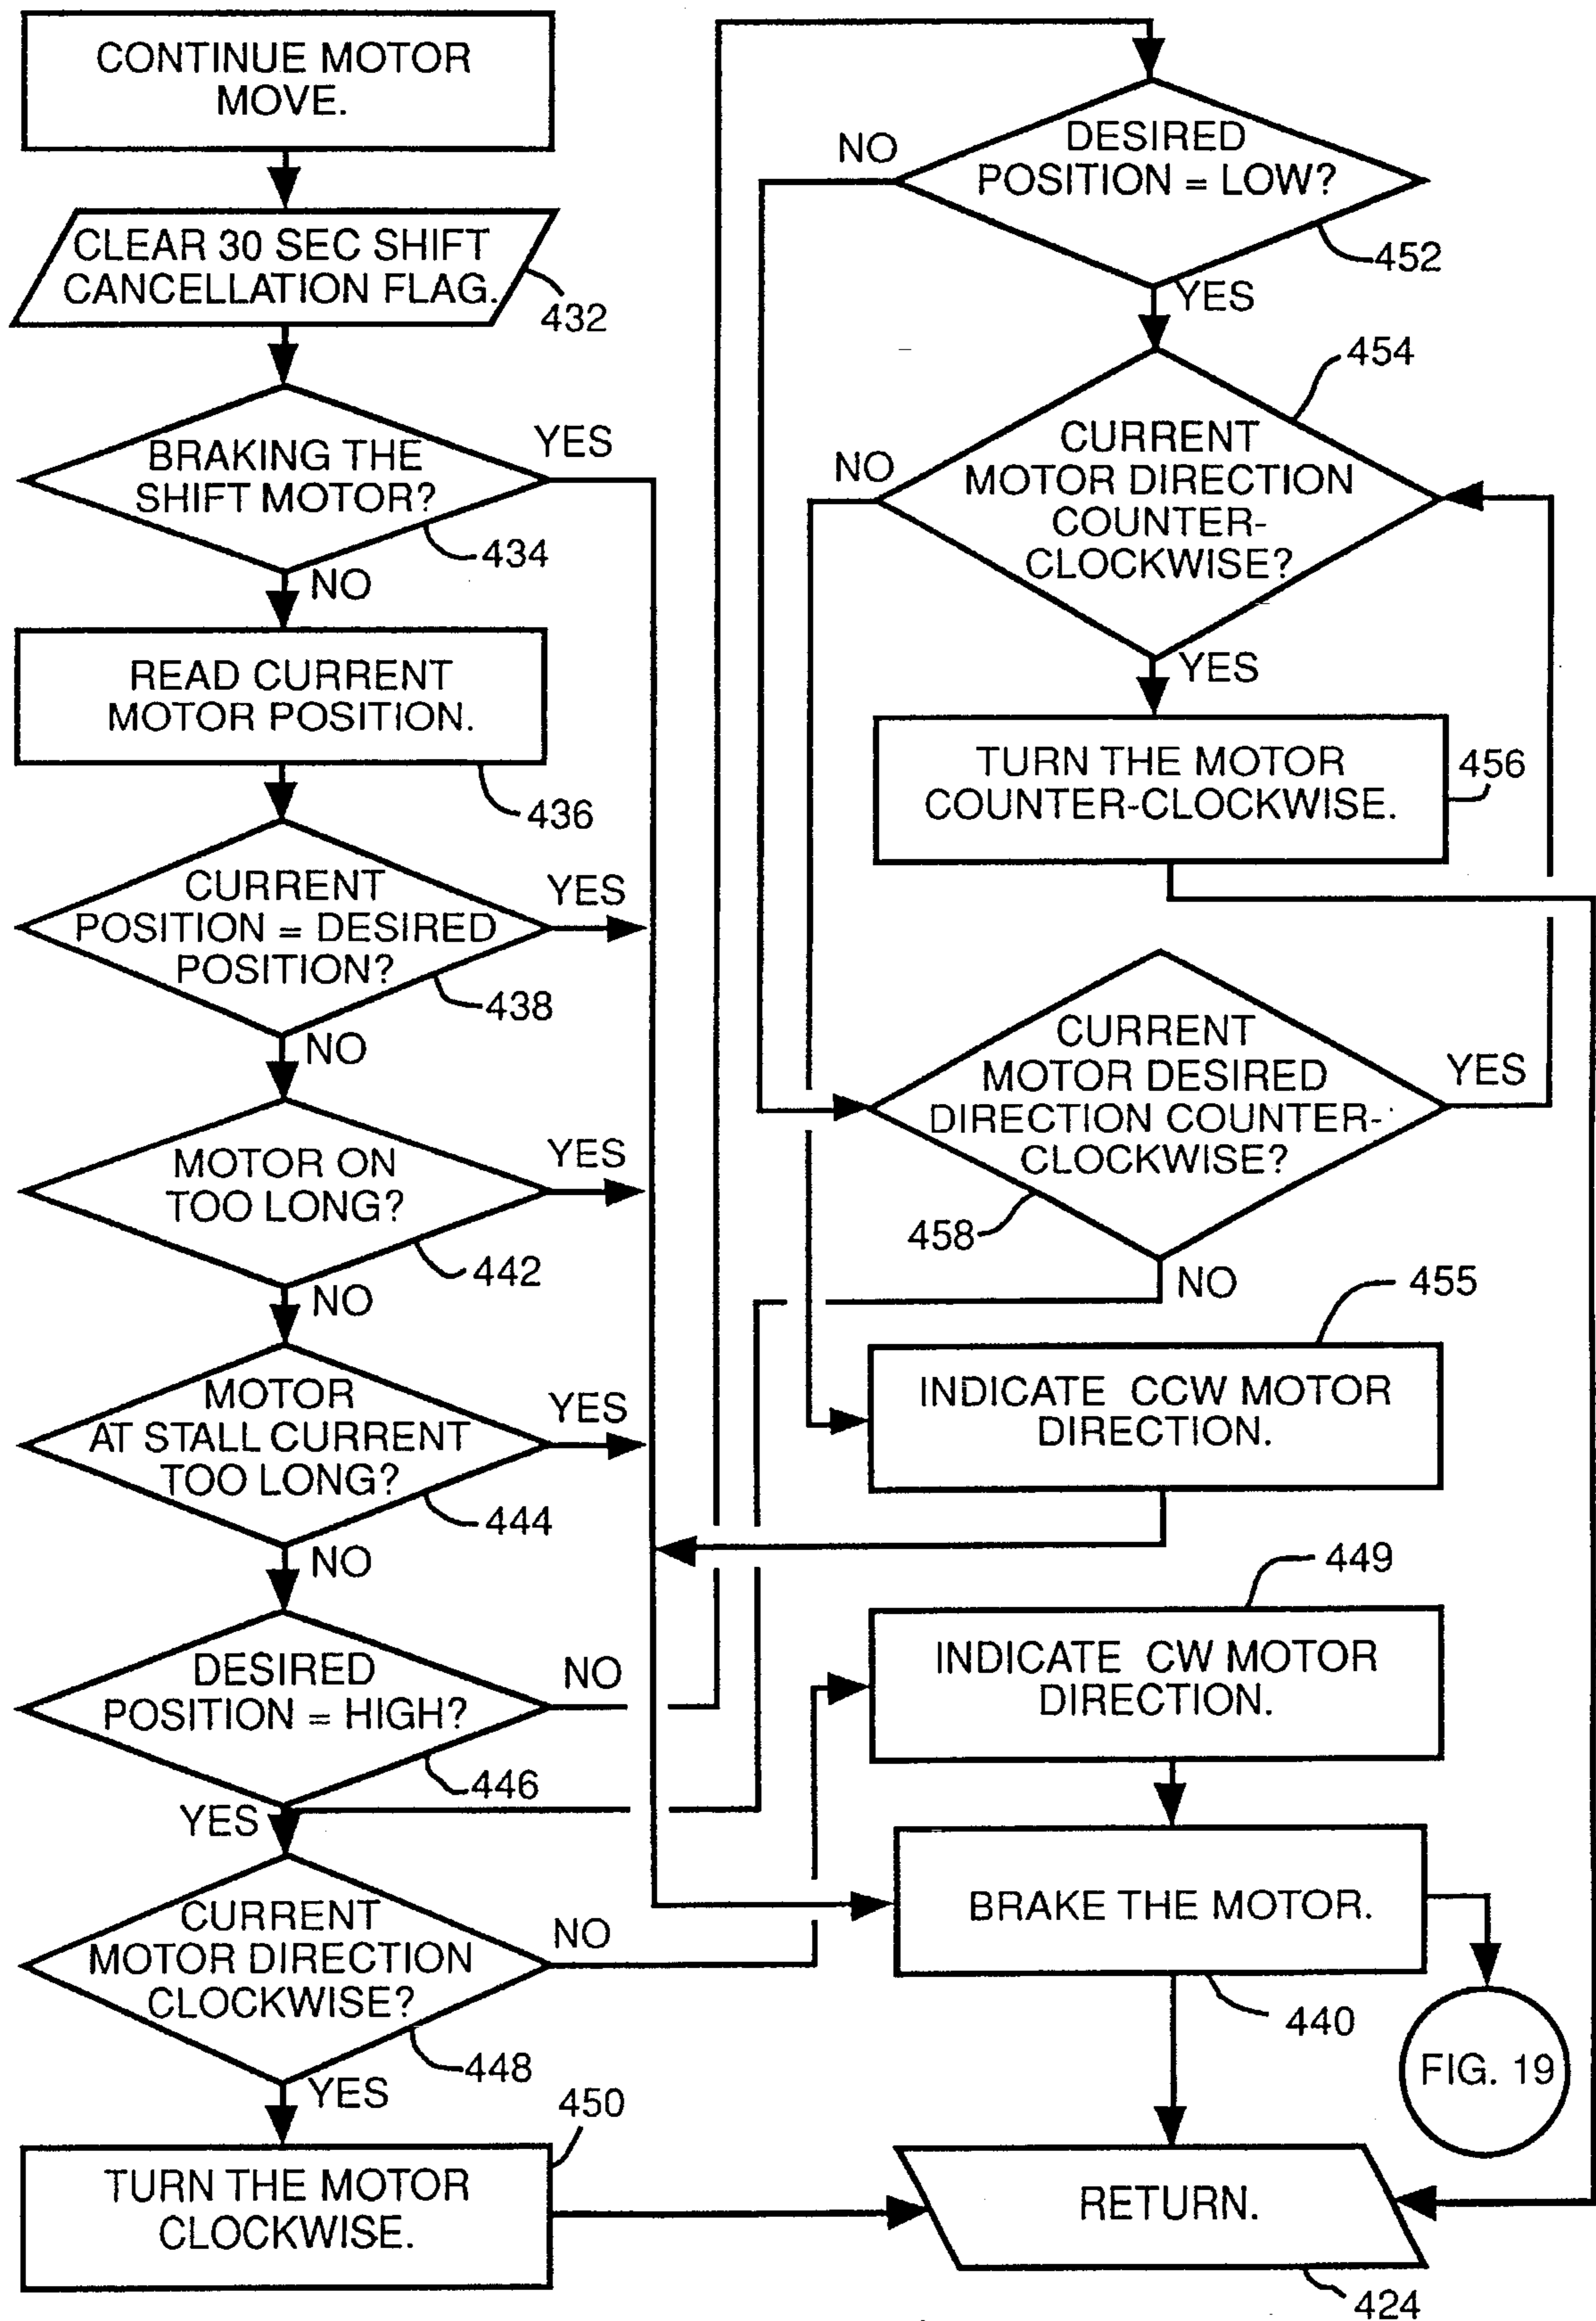 CONTINUE MOTOR
MOVE.
CLEAR 30 SEC SHIFT
CANCELLATION FLAG.
432
BRAKING THE
SHIFT MOTOR?
YES
434
NO
READ CURRENT
MOTOR POSITION.
436
CURRENT
POSITION = DESIRED
POSITION?
YES
438
NO
MOTOR ON
TOO LONG?
YES
442
NO
MOTOR
AT STALL CURRENT
TOO LONG?
YES
444
NO
DESIRED
POSITION = HIGH?
NO
446
YES
CURRENT
MOTOR DIRECTION
CLOCKWISE?
NO
448
YES
450
TURN THE MOTOR
CLOCKWISE.
DESIRED
POSITION = LOW?
NO
452
YES
454
CURRENT
MOTOR DIRECTION
COUNTER-
CLOCKWISE?
NO
YES
TURN THE MOTOR
COUNTER-CLOCKWISE.
456
CURRENT
MOTOR DESIRED
DIRECTION COUNTER-
CLOCKWISE?
YES
458
NO
455
INDICATE CCW MOTOR
DIRECTION.
449
INDICATE CW MOTOR
DIRECTION.
BRAKE THE MOTOR.
440
FIG. 19
RETURN.
424